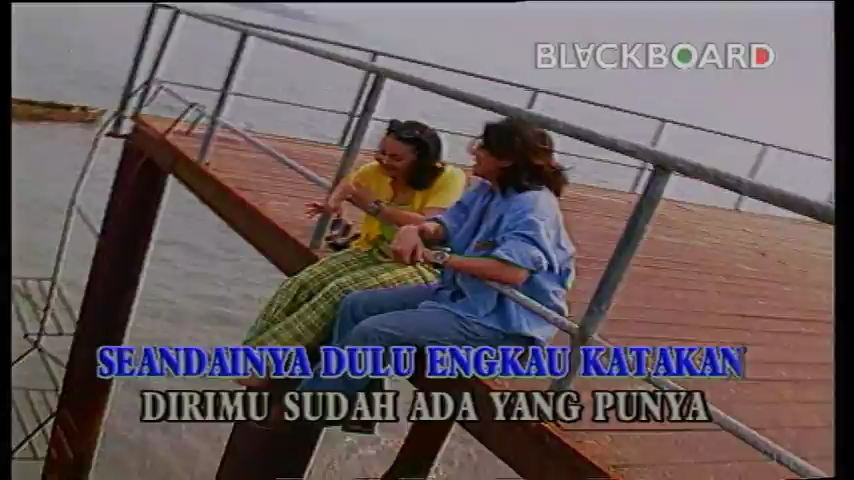 BLACKBOARD
SEANDAINYA DULU ENGKAU KATAKAN
DIRIMU SUDAH ADA YANG PUNYA